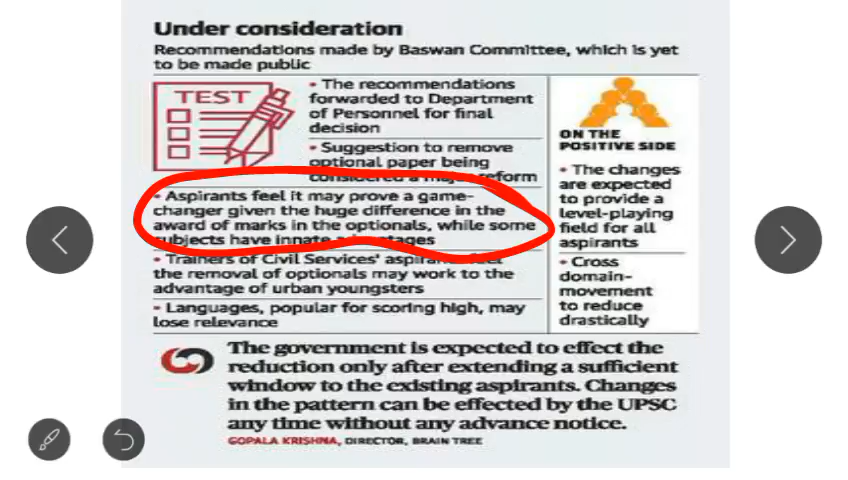 Under consideration
Recommendations made by Baswan Committee, which is yet
to be made public
TEST
• The recommendations
forwarded to Department
of Personnel for final
decision
• Suggestion to remove
optional paper being
considered a major reform
• Aspirants feel it may prove a game-
changer given the huge difference in the
award of marks in the optionals, while some
subjects have innate advantages
• Trainers of Civil Services' aspirants feel
the removal of optionals may work to the
advantage of urban youngsters
• Languages, popular for scoring high, may
lose relevance
ON THE
POSITIVE SIDE
• The changes
are expected
to provide a
level-playing
field for all
aspirants
• Cross
domain-
movement
to reduce
drastically
The government is expected to effect the
reduction only after extending a sufficient
window to the existing aspirants. Changes
in the pattern can be effected by the UPSC
any time without any advance notice.
GOPALA KRISHNA, DIRECTOR, BRAIN TREE